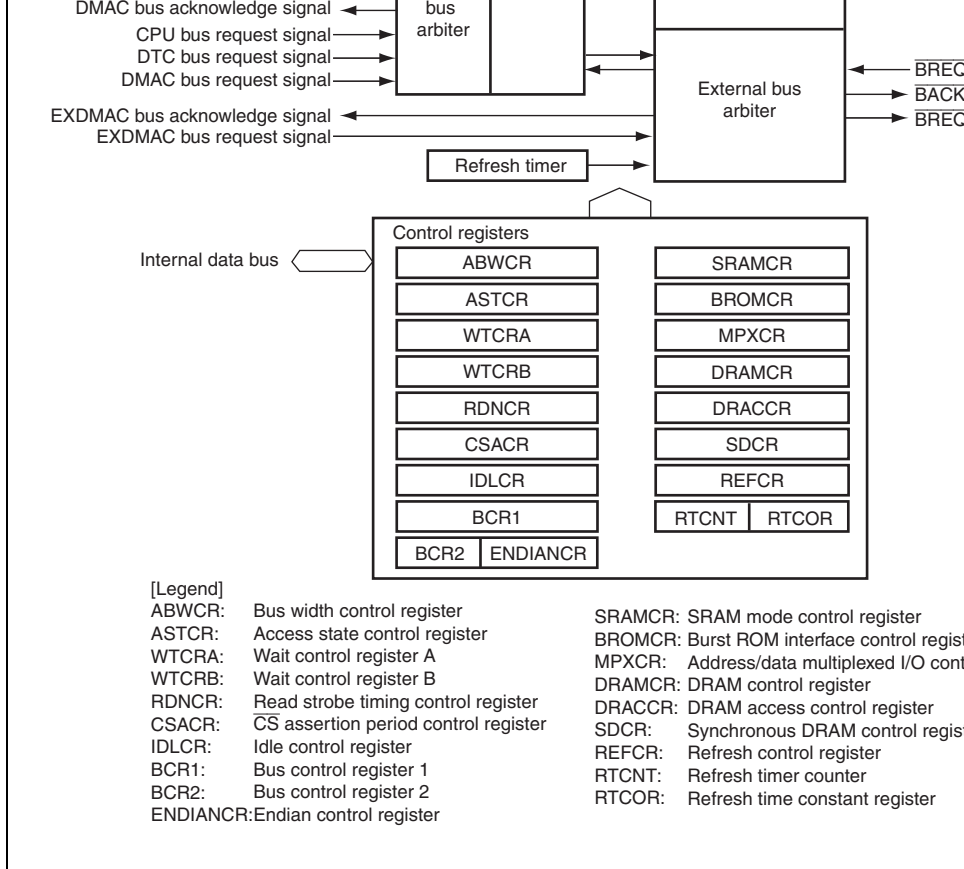 DMAC bus acknowledge signal
bus
arbiter
CPU bus request signal
DTC bus request signal
DMAC bus request signal
EXDMAC bus acknowledge signal
EXDMAC bus request signal
External bus
arbiter
BREQ
BACK
BREQ
Refresh timer
Control registers
Internal data bus
ABWCR
ASTCR
WTCRA
WTCRB
RDNCR
CSACR
IDLCR
BCR1
BCR2 ENDIANCR
SRAMCR
BROMCR
MPXCR
DRAMCR
DRACCR
SDCR
REFCR
RTCNT RTCOR
[Legend]
ABWCR: Bus width control register
ASTCR: Access state control register
WTCRA: Wait control register A
WTCRB: Wait control register B
RDNCR: Read strobe timing control register
CSACR: CS assertion period control register
IDLCR: Idle control register
BCR1: Bus control register 1
BCR2: Bus control register 2
ENDIANCR:Endian control register
SRAMCR: SRAM mode control register
BROMCR: Burst ROM interface control regist
MPXCR: Address/data multiplexed I/O cont
DRAMCR: DRAM control register
DRACCR: DRAM access control register
SDCR: Synchronous DRAM control regis
REFCR: Refresh control register
RTCNT: Refresh timer counter
RTCOR: Refresh time constant register